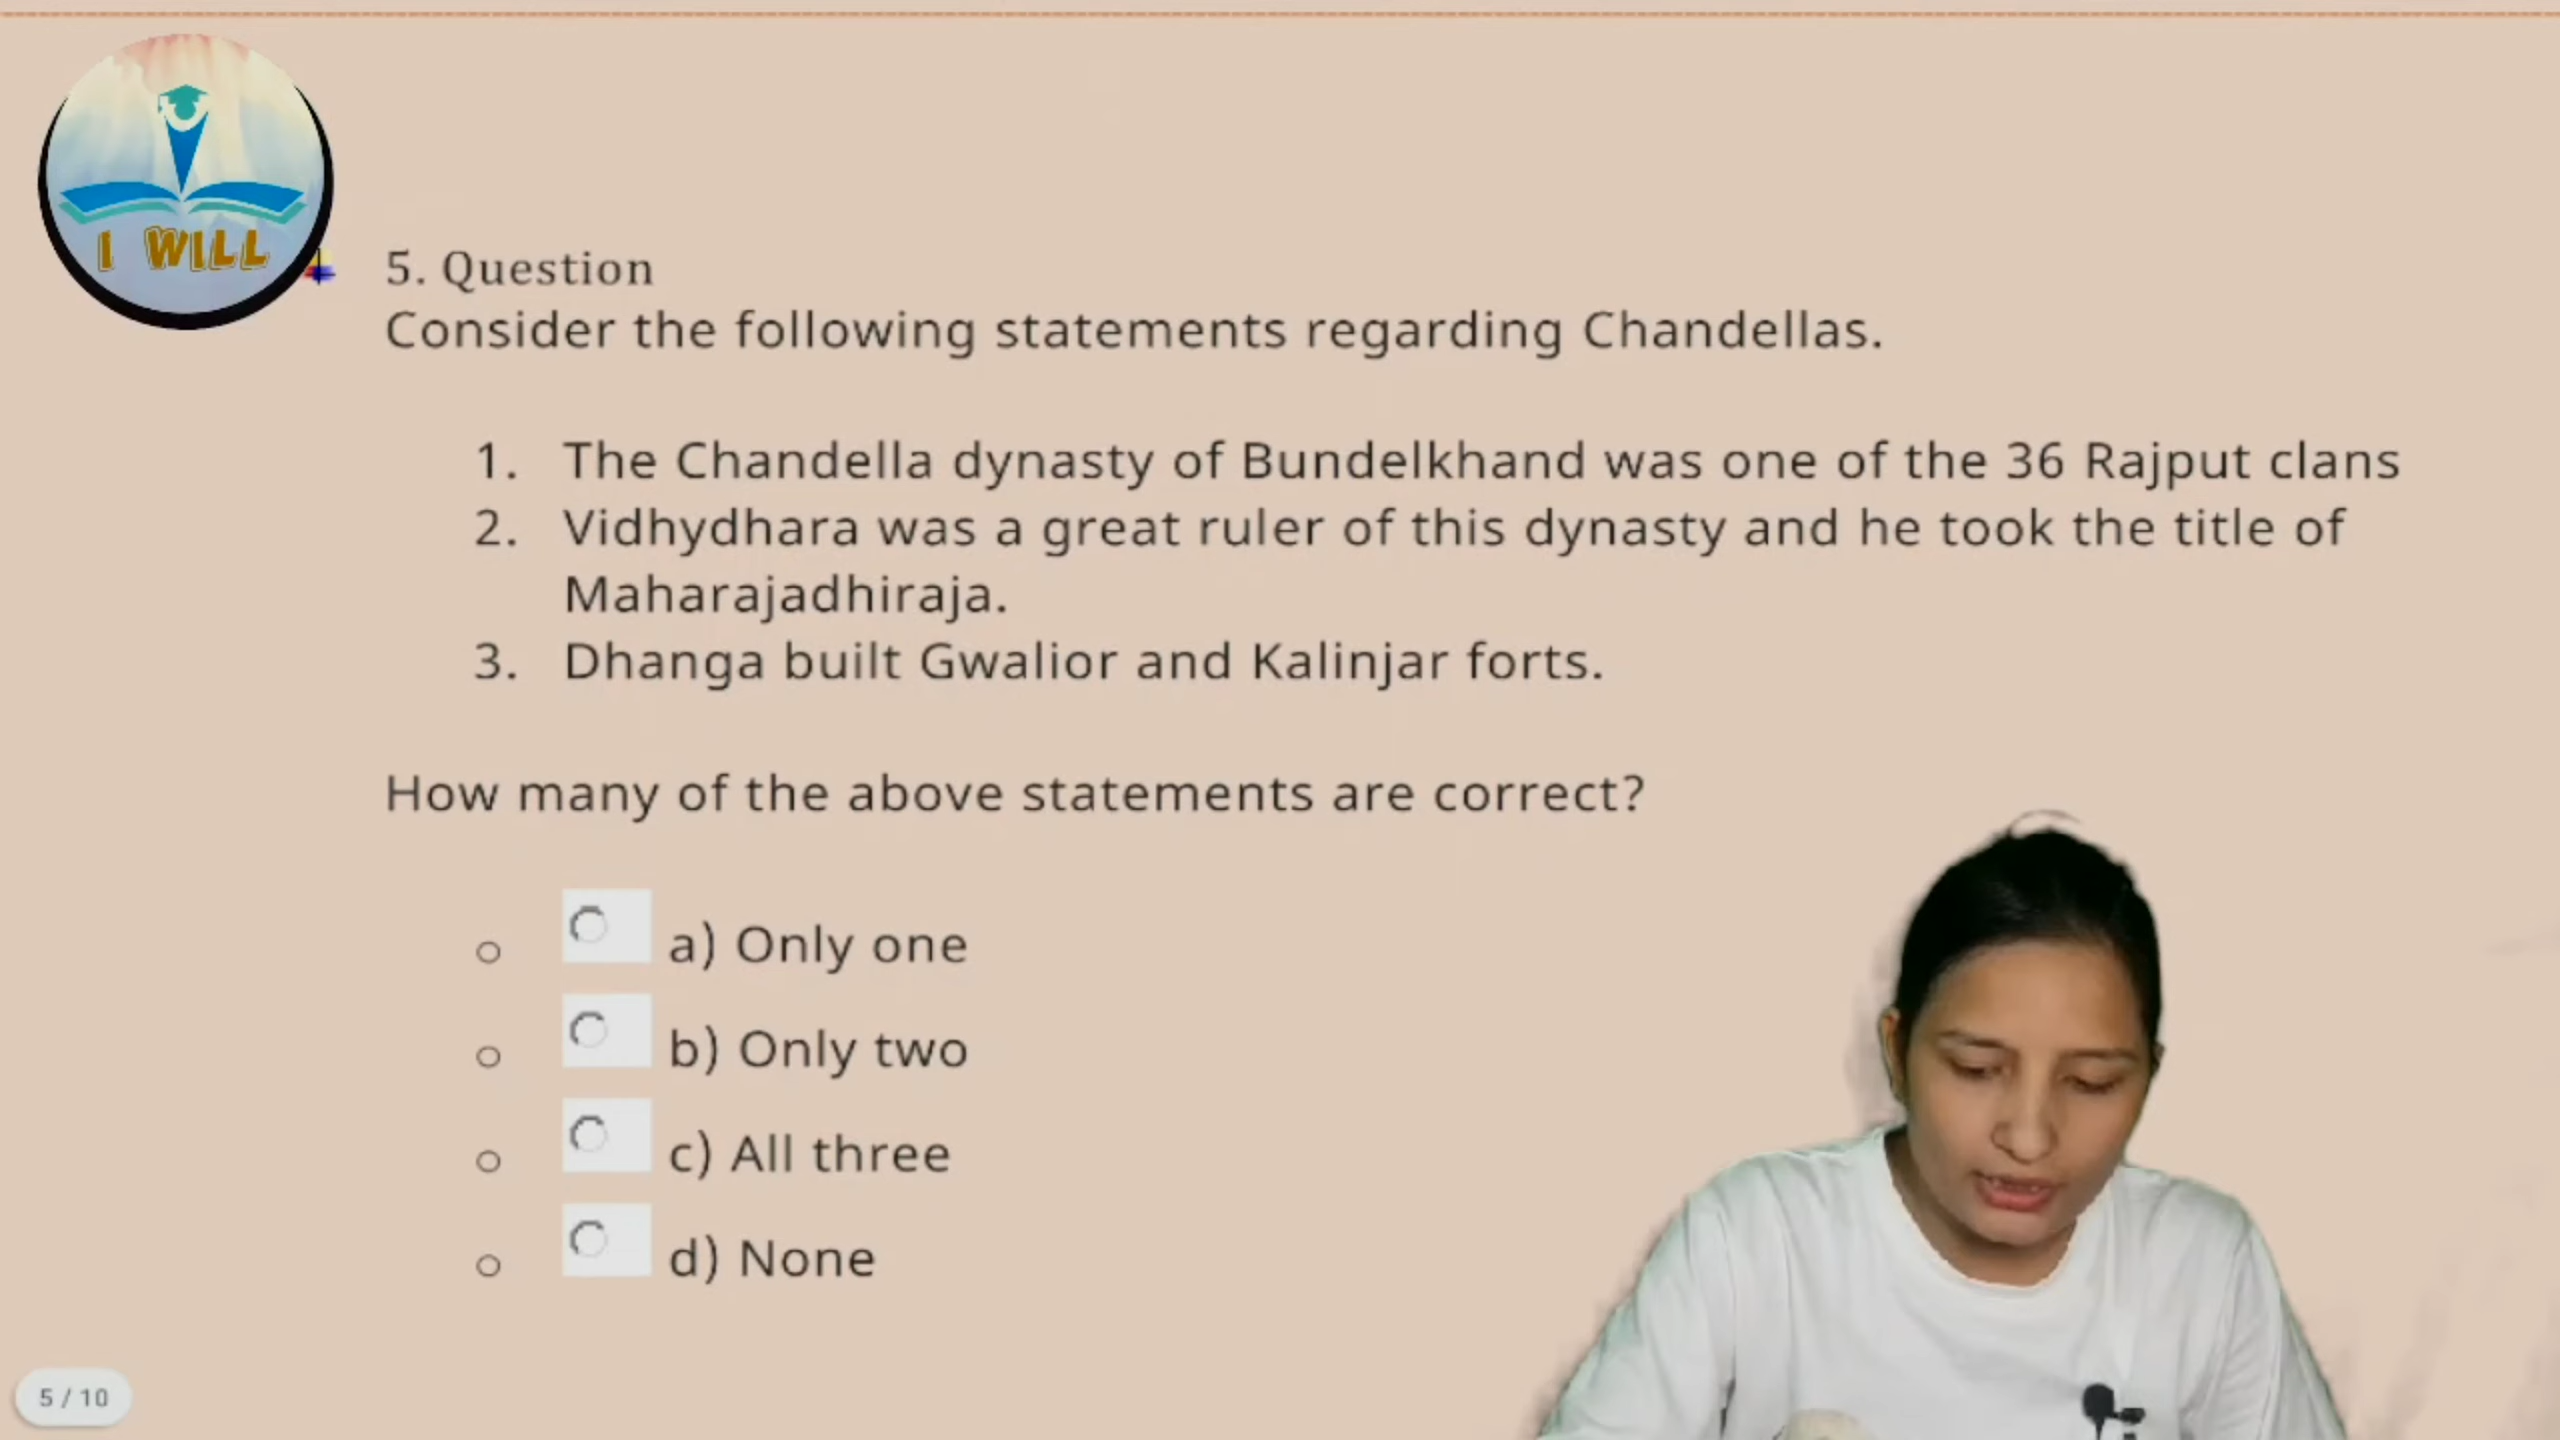 I WILL
5. Question
Consider the following statements regarding Chandellas.
1. The Chandella dynasty of Bundelkhand was one of the 36 Rajput clans
2. Vidhydhara was a great ruler of this dynasty and he took the title of
Maharajadhiraja.
3. Dhanga built Gwalior and Kalinjar forts.
How many of the above statements are correct?
a) Only one
b) Only two
c) All three
d) None
5 / 10